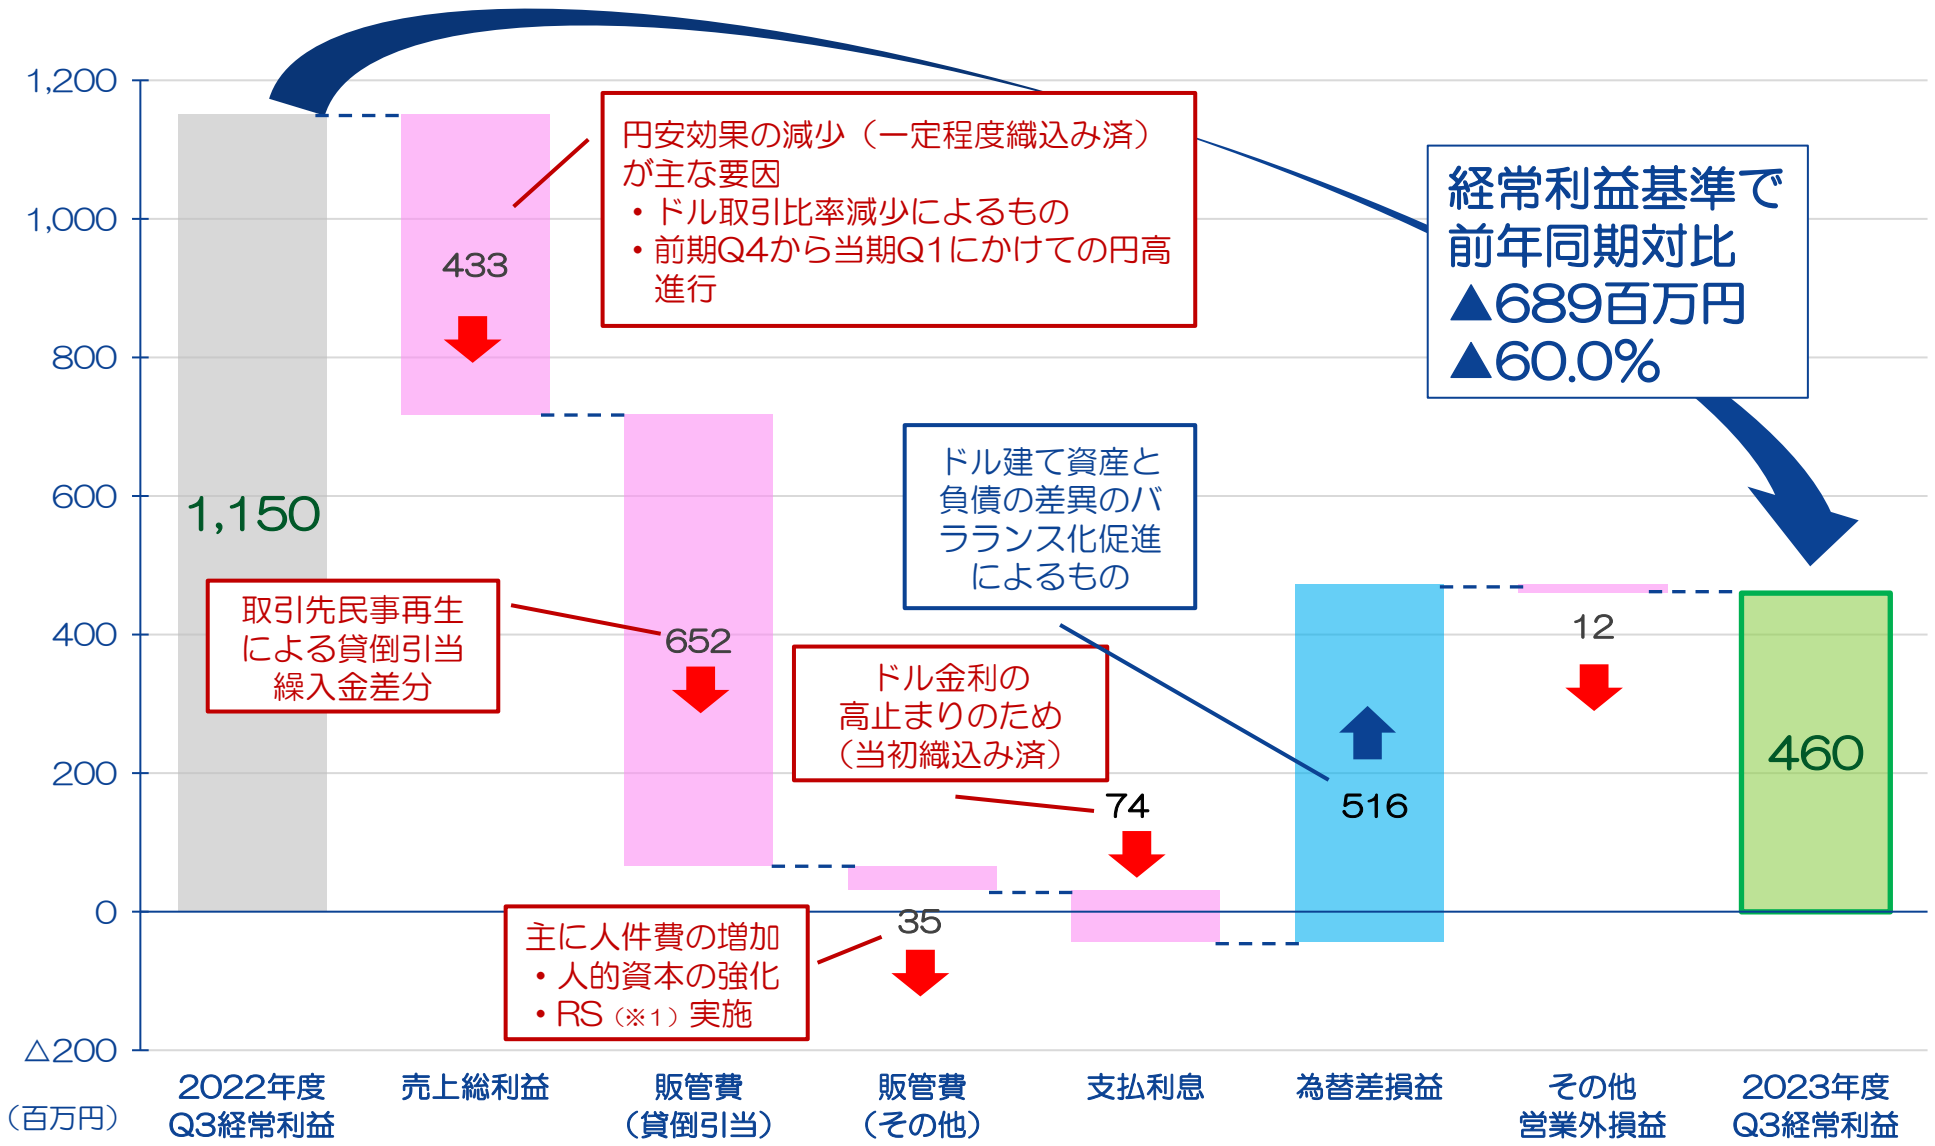 1,200
1,000
800
600
400
200
0
△200
（百万円）
円安効果の減少（一定程度織込み済）
が主な要因
・ドル取引比率減少によるもの
・前期Q4から当期Q1にかけての円高
進行
経常利益基準で
前年同期対比
▲689百万円
▲60.0%
433
1,150
ドル建て資産と
負債の差異のバ
ラランス化促進
によるもの
取引先民事再生
による貸倒引当
繰入金差分
652
ドル金利の
高止まりのため
（当初織込み済）
74
516
12
460
主に人件費の増加
・人的資本の強化
・RS（※1）実施
35
2022年度
Q3経常利益
売上総利益
販管費
（貸倒引当）
販管費
（その他）
支払利息
為替差損益
その他
営業外損益
2023年度
Q3経常利益